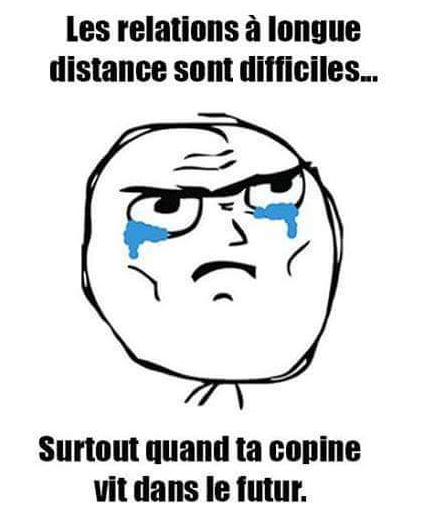 Les relations à longue
distance sont difficiles...
Surtout quand ta copine
vit dans le futur.